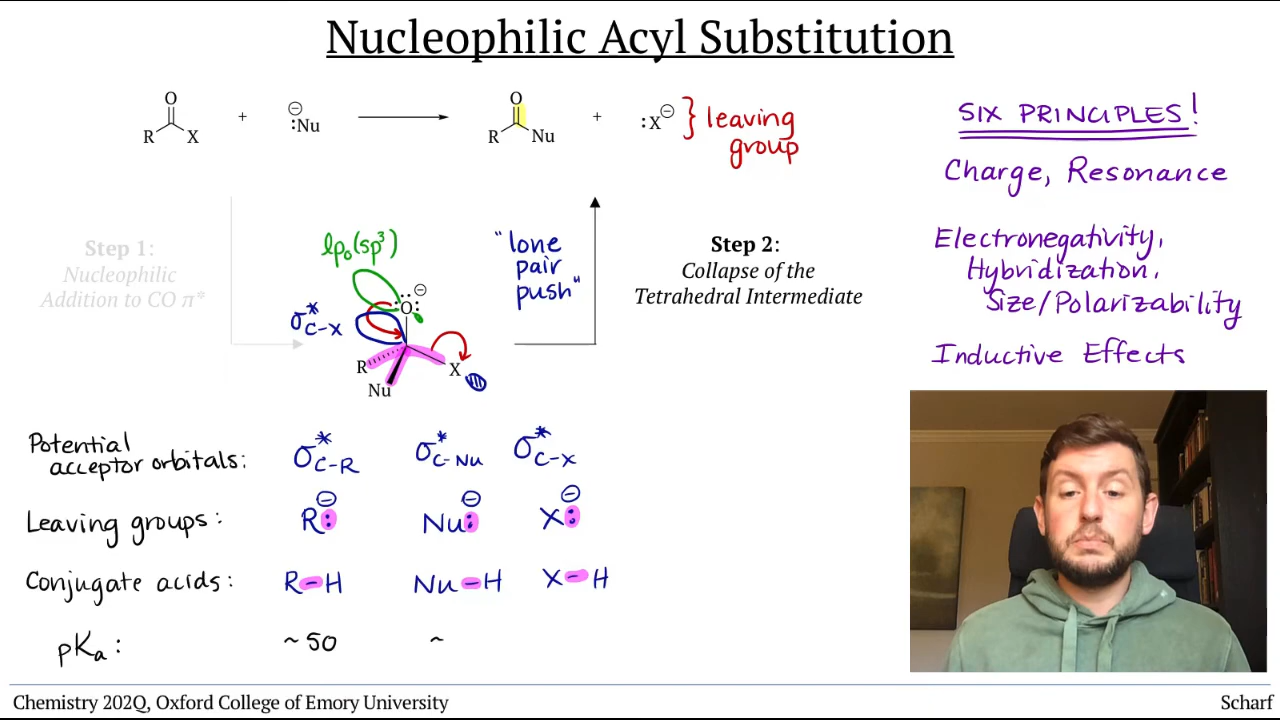 Nucleophilic Acyl Substitution
O
R X
+
⊖
:Nu
O
R Nu
+
:X⊖
} leaving
group
SIX PRINCIPLES!
Charge, Resonance
Electronegativity,
Hybridization,
Size/Polarizability
Inductive Effects
Step 1:
Nucleophilic
Addition to CO π*
lpo(sp³)
σ*C-X
⊖
:O:
R
Nu
X
"lone
pair
push"
Step 2:
Collapse of the
Tetrahedral Intermediate
Potential
acceptor orbitals: σ*C-R σ*C-Nu σ*C-X
Leaving groups: R:⊖ Nu:⊖ X:⊖
Conjugate acids: R-H Nu-H X-H
pKa: ~50 ~
Chemistry 202Q, Oxford College of Emory University
Scharf